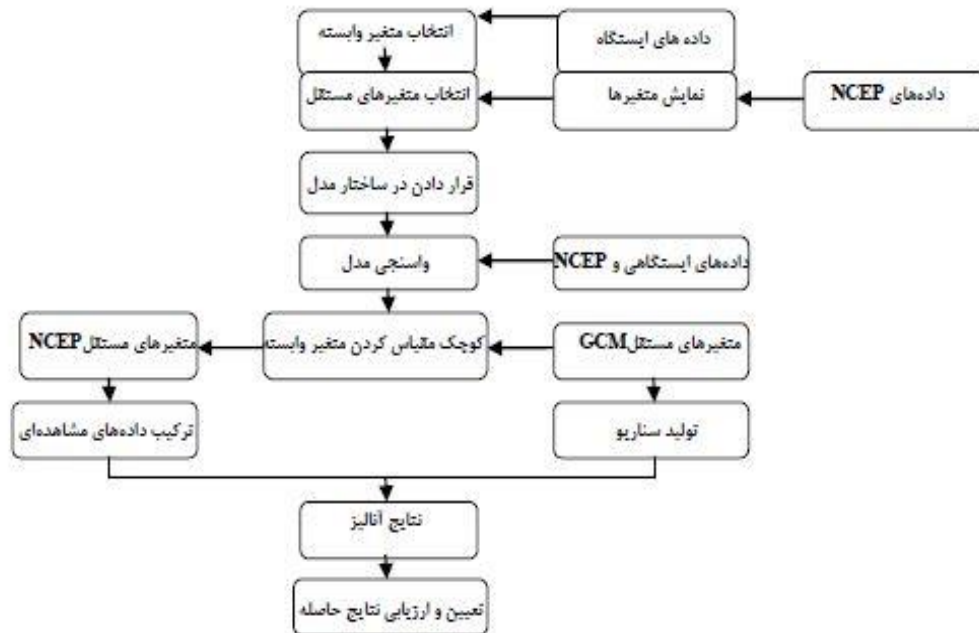 داده های ایستگاه
انتخاب متغیر وابسته
داده‌های NCEP
نمایش متغیرها
انتخاب متغیرهای مستقل
قرار دادن در ساختار مدل
داده‌های ایستگاهی و NCEP
واسنجی مدل
متغیرهای مستقل GCM
کوچک مقیاس کردن متغیر وابسته
متغیرهای مستقل NCEP
تولید سناریو
ترکیب داده‌های مشاهده‌ای
نتایج آنالیز
تعیین و ارزیابی نتایج حاصله